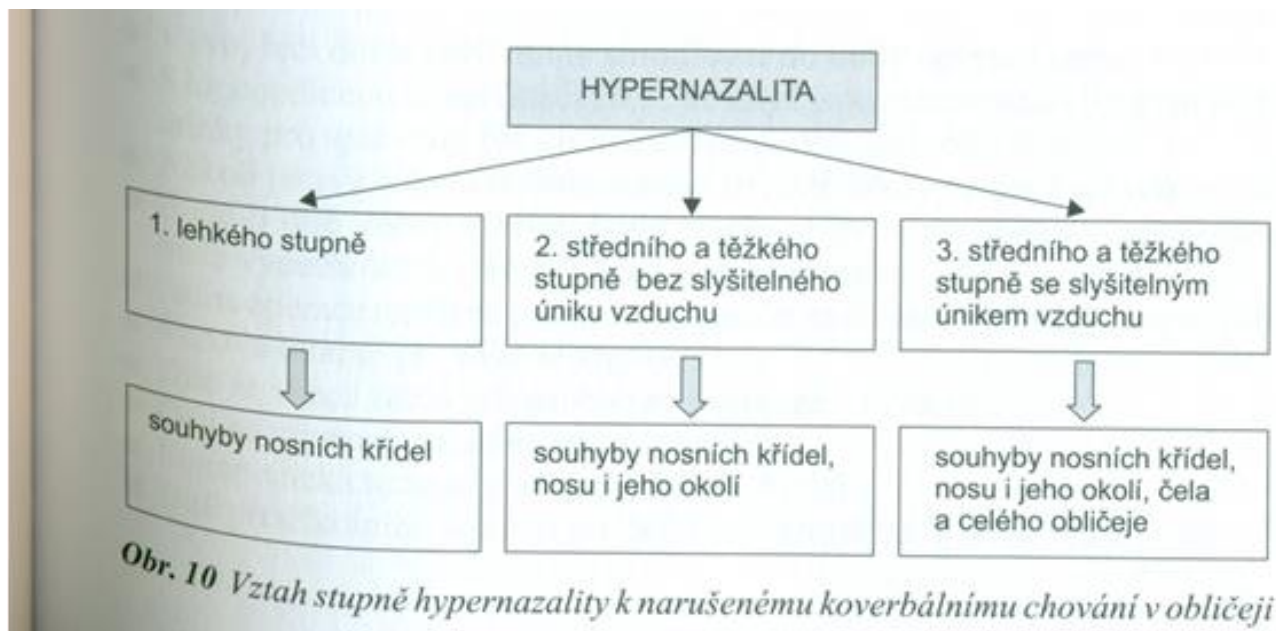 HYPERNAZALITA
1. lehkého stupně
2. středního a těžkého
stupně bez slyšitelného
úniku vzduchu
3. středního a těžkého
stupně se slyšitelným
únikem vzduchu
souhyby nosních křídel
souhyby nosních křídel,
nosu i jeho okolí
souhyby nosních křídel,
nosu i jeho okolí, čela
a celého obličeje
Obr. 10 Vztah stupně hypernazality k narušenému koverbálnímu chování v obličeji